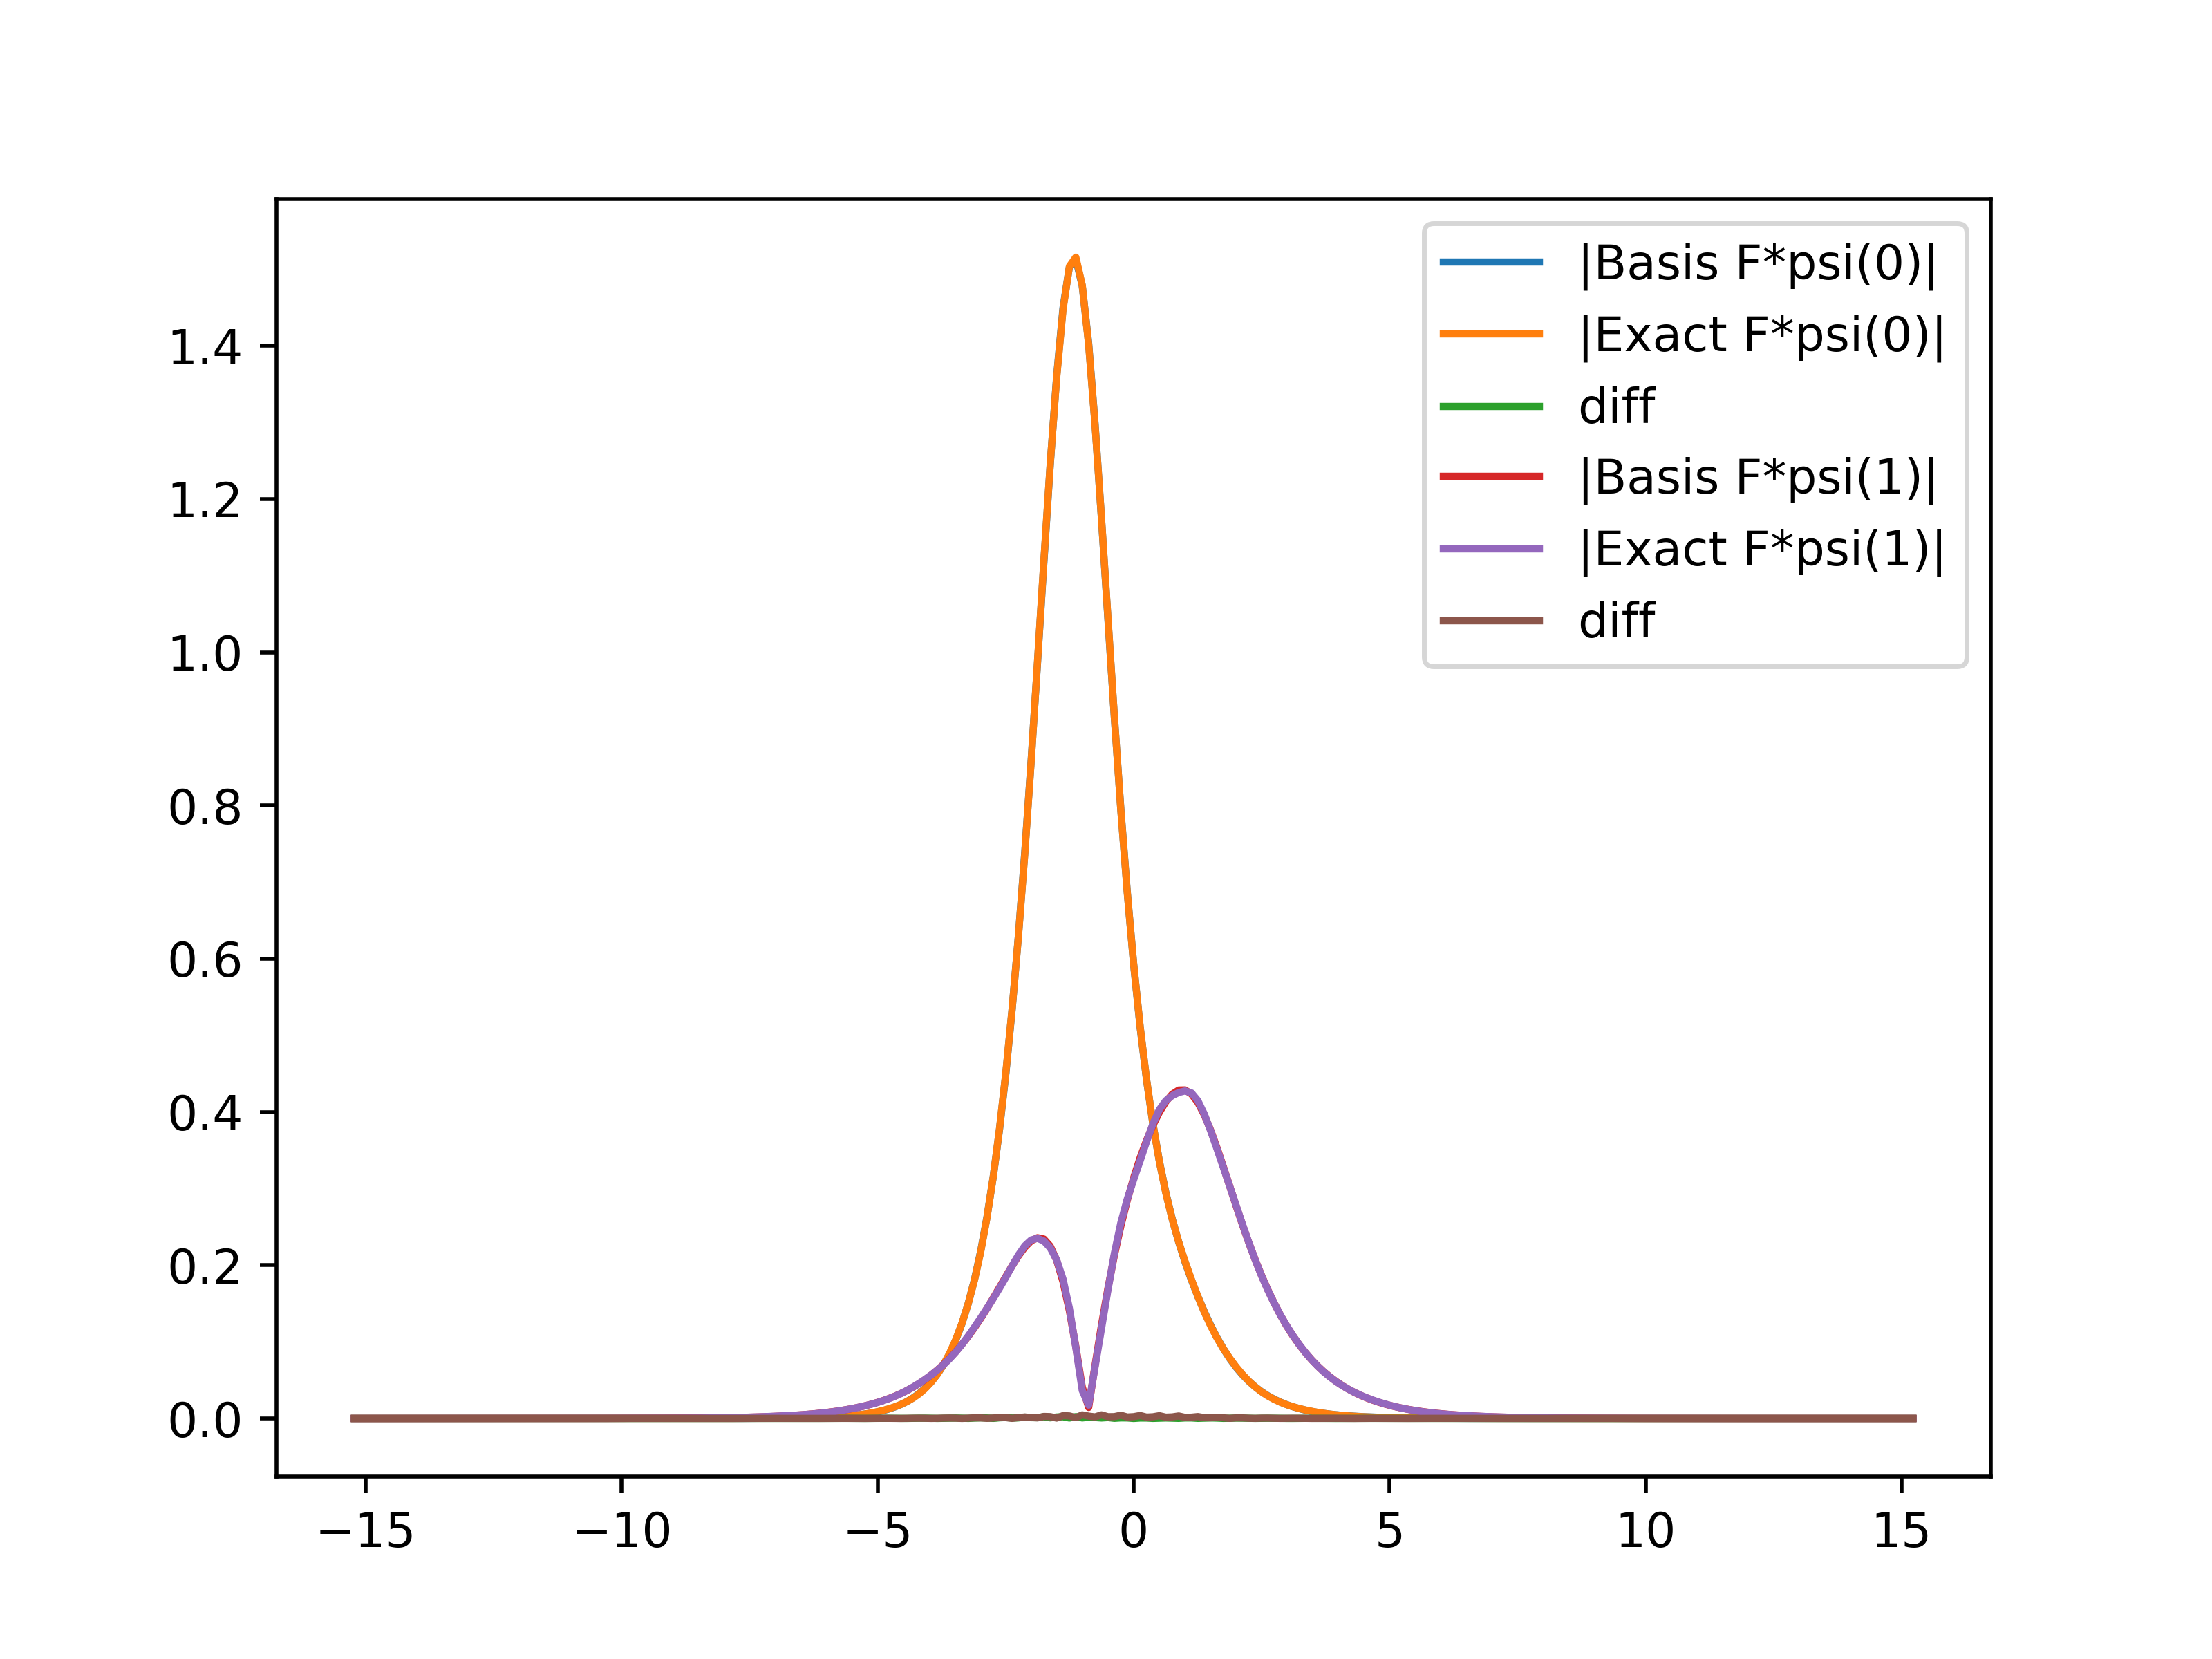 |Basis F*psi(0)|
|Exact F*psi(0)|
diff
|Basis F*psi(1)|
|Exact F*psi(1)|
diff
1.4
1.2
1.0
0.8
0.6
0.4
0.2
0.0
−15 −10 −5 0 5 10 15